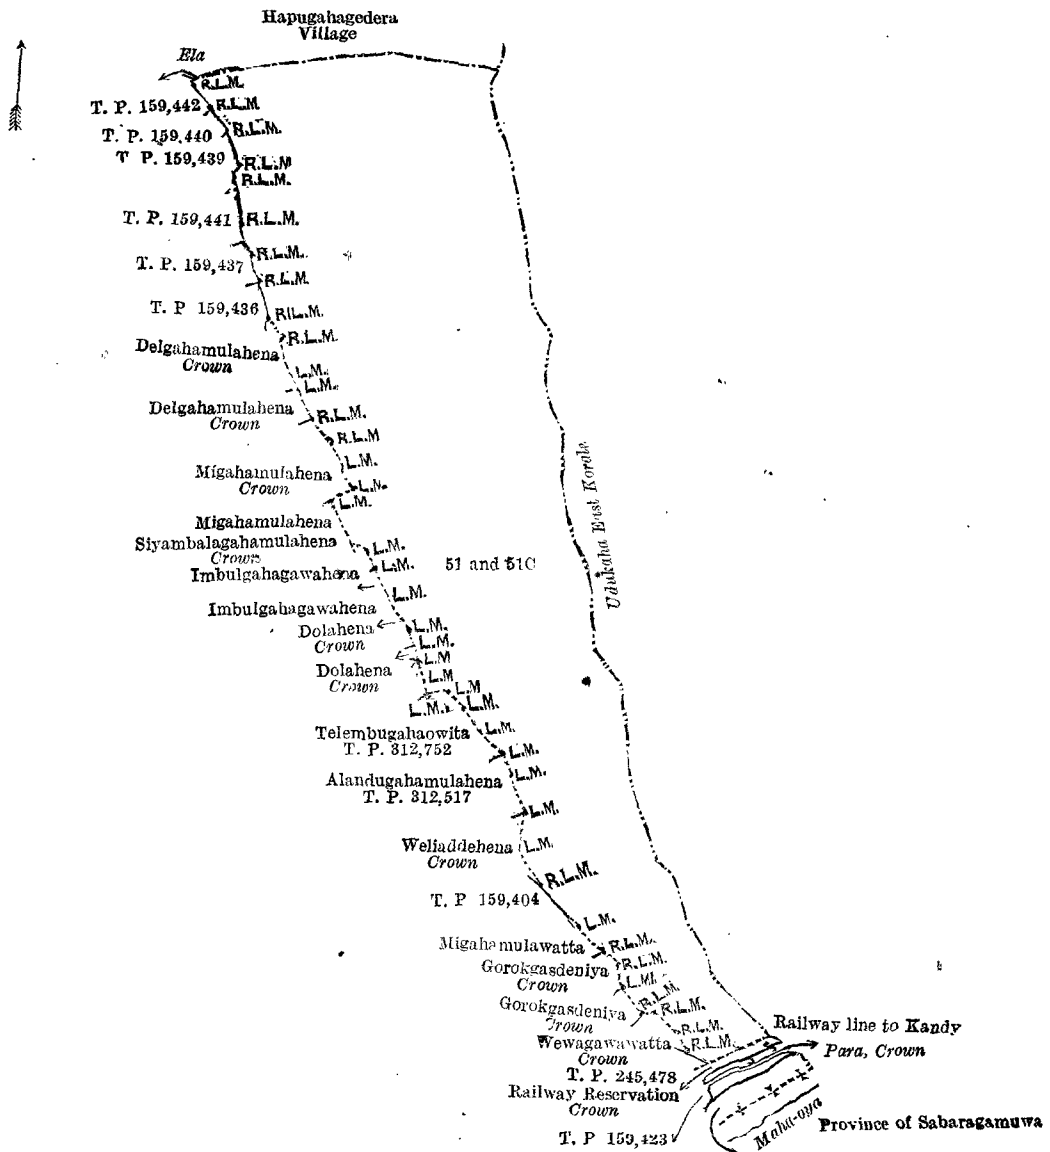 Hapugahagedera
Village
Ela
R.L.M.
T. P. 159,442 R.L.M.
T. P. 159,440 R.L.M.
T P. 159,439 R.L.M
R.L.M.
T. P. 159,441 R.L.M.
R.L.M.
T. P. 159,437
R.L.M.
T. P 159,436 R.L.M.
R.L.M.
Delgahamulahena
Crown
L.M.
L.M.
Delgahamulahena R.L.M.
Crown
R.L.M
L.M.
Migahamulahena
Crown
L.M.
L.M.
Migahamulahena
Siyambalagahamulahena L.M.
Crown
L.M.
51 and 51C
Imbulgahagawahena
L.M.
Imbulgahagawahena
Dolahena L.M.
Crown L.M.
L.M
Dolahena L.M
Crown L.M
L.M. L.M.
Telembugahaowita L.M.
T. P. 312,752 L.M.
Alandugahamulahena L.M.
T. P. 312,517
L.M.
Weliaddehena L.M.
Crown
R.L.M.
T. P 159,404
L.M.
Migahamulawatta R.L.M.
Gorokgasdeniya R.L.M.
Crown L.M.
Gorokgasdeniya R.L.M.
Crown R.L.M.
R.L.M.
Wewagawawatta R.L.M.
Crown
T. P. 245,478
Railway Reservation
Crown
T. P 159,423
Udukaha East Korale
Railway line to Kandy
Para, Crown
Maha-oya
Province of Sabaragamuwa